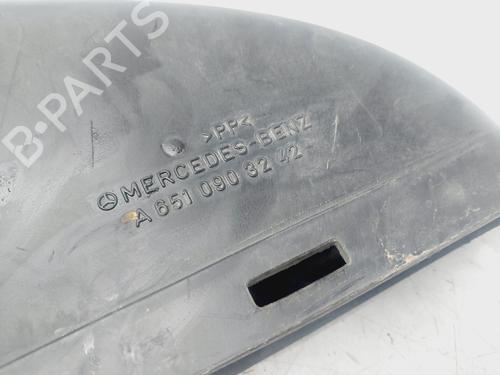 B-PARTS
>PP<
MERCEDES-BENZ
A 651 090 32 42